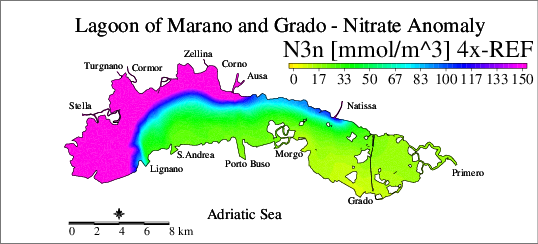 Lagoon of Marano and Grado - Nitrate Anomaly
N3n [mmol/m^3] 4x-REF
0 17 33 50 67 83 100 117 133 150
Zellina
Turgnano Cormor Corno
Ausa
Stella
Natissa
S.Andrea
Lignano Porto Buso Morgo
Primero
Grado
Adriatic Sea
0 2 4 6 8 km